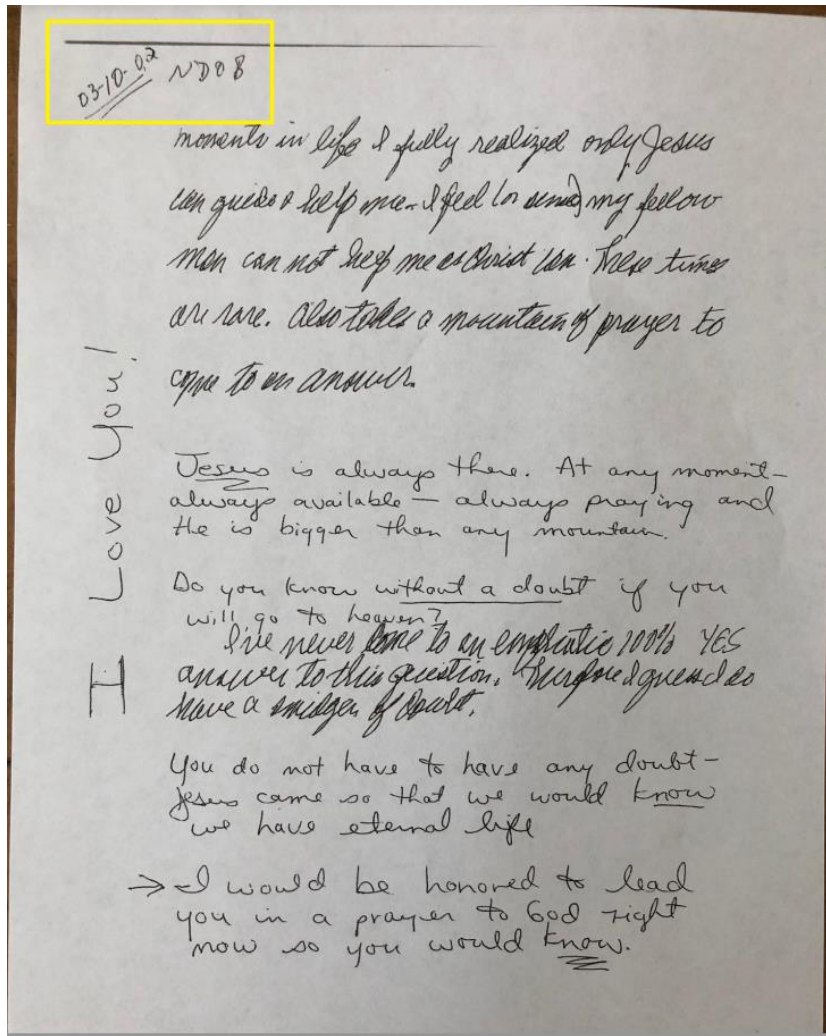 03-10-02 ND08
moments in life I fully realized only Jesus
can guide & help me - I feel (or sense) my fellow
man can not help me as Christ can. These times
are rare. Also takes a mountain of prayer to
come to an answer.
Jesus is always there. At any moment -
always available - always praying and
He is bigger than any mountain.
Do you know without a doubt if you
will go to heaven?
I've never come to an emphatic 100% YES
answer to this question, therefore I guess I do
have a smidgen of doubt.
You do not have to have any doubt -
Jesus came so that we would know
we have eternal life
→ I would be honored to lead
you in a prayer to God right
now so you would know.
I Love You!